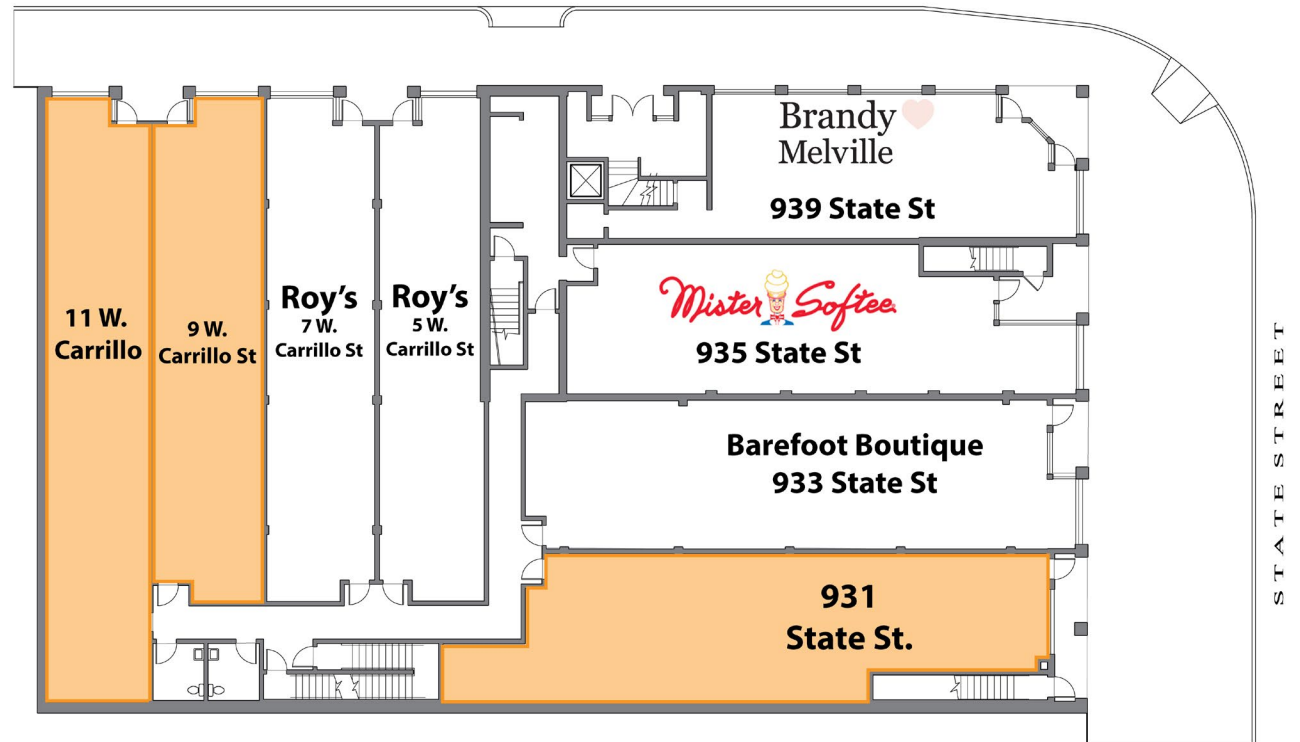 Brandy
Melville
939 State St
11 W.
Carrillo
9 W.
Carrillo St
Roy's
7 W.
Carrillo St
Roy's
5 W.
Carrillo St
Mister Softee
935 State St
Barefoot Boutique
933 State St
931
State St.
STATE STREET